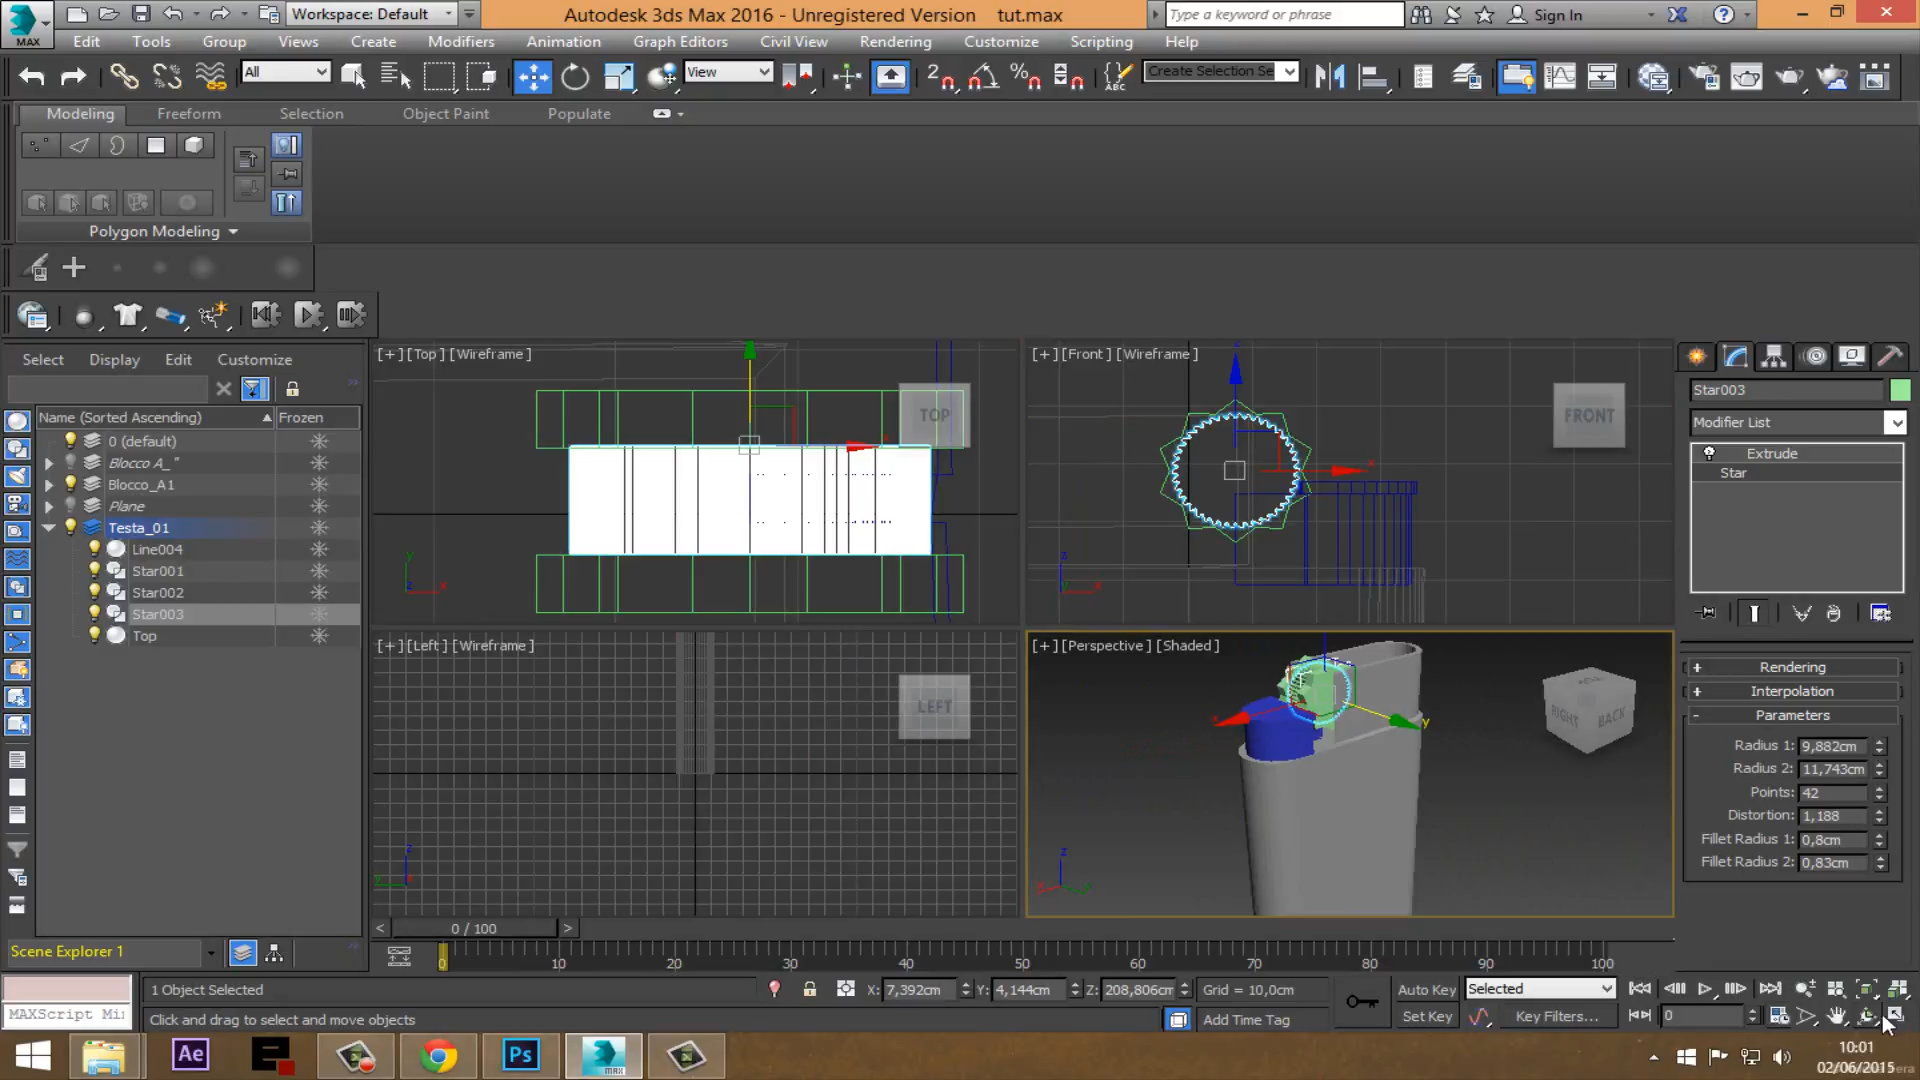 MAX
Workspace: Default
Autodesk 3ds Max 2016 - Unregistered Version    tut.max
Type a keyword or phrase
Sign In
Edit Tools Group Views Create Modifiers Animation Graph Editors Civil View Rendering Customize Scripting Help
All
View
ABC
Create Selection Se
Modeling Freeform Selection Object Paint Populate
Polygon Modeling
Select Display Edit Customize
Name (Sorted Ascending) Frozen
0 (default)
Blocco A_"
Blocco_A1
Plane
Testa_01
Line004
Star001
Star002
Star003
Top
Scene Explorer 1
[+] [Top] [Wireframe]
TOP
[+] [Front] [Wireframe]
FRONT
[+] [Left] [Wireframe]
LEFT
[+] [Perspective] [Shaded]
RIGHT
BACK
Star003
Modifier List
Extrude
Star
+ Rendering
+ Interpolation
- Parameters
Radius 1: 9,882cm
Radius 2: 11,743cm
Points: 42
Distortion: 1,188
Fillet Radius 1: 0,8cm
Fillet Radius 2: 0,83cm
< 0 / 100 >
0 10 20 30 40 50 60 70 80 90 100
1 Object Selected
X: 7,392cm Y: 4,144cm Z: 208,806cm Grid = 10,0cm
Auto Key Selected
MAXScript Mi
Click and drag to select and move objects
Add Time Tag
Set Key Key Filters... 0
Ae
Ps
MAX
10:01
02/06/2015